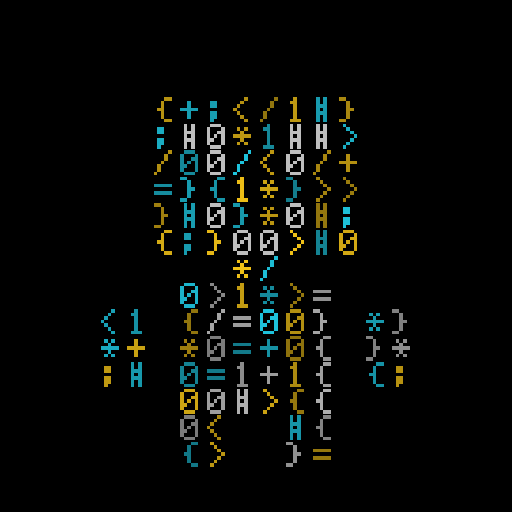 {+;</1H}
;H0*1HH>
/00/<0/+
=}{1*}>>
}H0}*0H;
{;}00>H0
*/
0>1*>=
<1 {/=00} *}
*+ *0=+0{ }*
;H 0=1+1{ {;
00H>{{
0< H{
{> }=